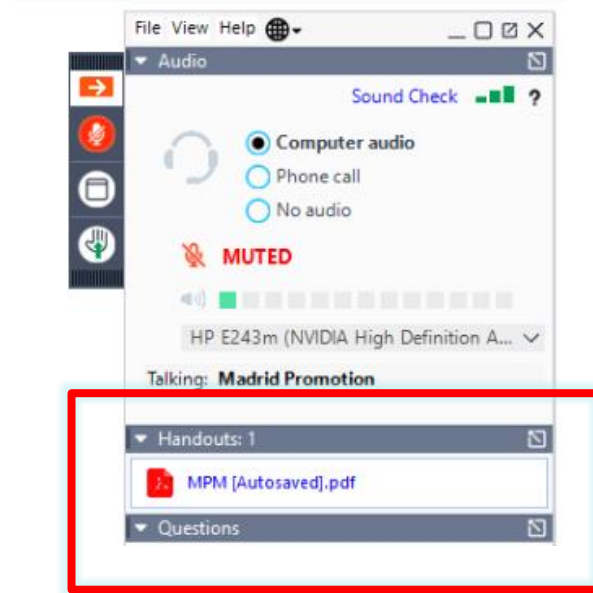 File View Help
Audio
Sound Check ?
Computer audio
Phone call
No audio
MUTED
HP E243m (NVIDIA High Definition A...
Talking: Madrid Promotion
Handouts: 1
MPM [Autosaved].pdf
Questions